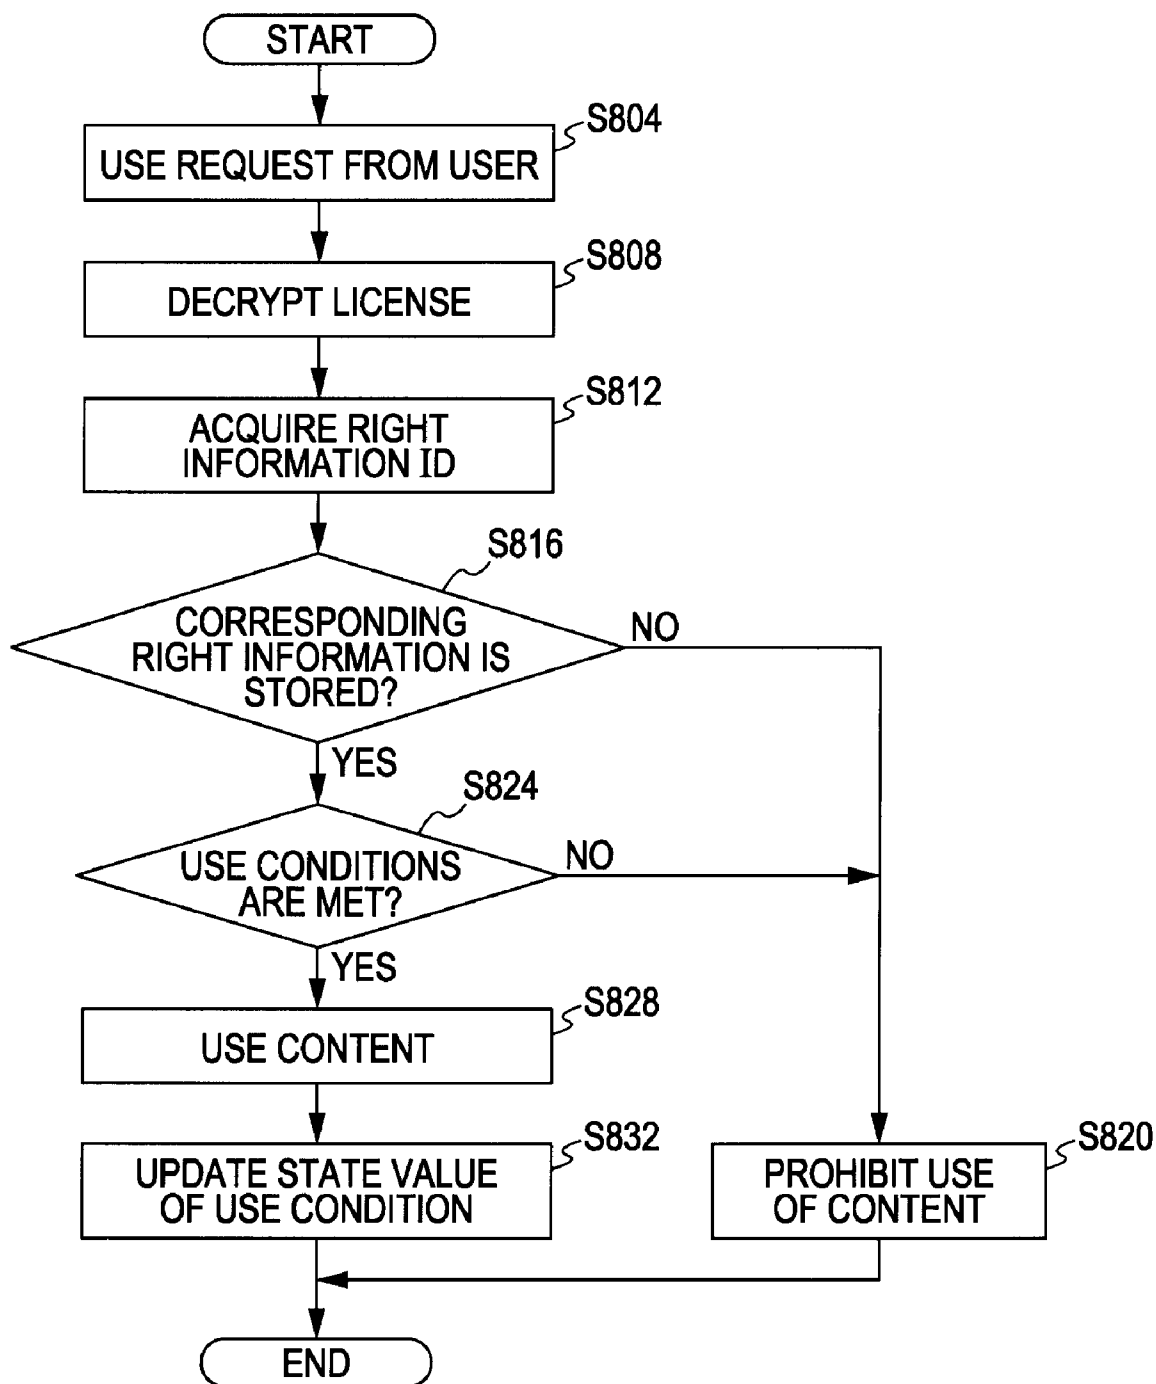 START
S804
USE REQUEST FROM USER
S808
DECRYPT LICENSE
S812
ACQUIRE RIGHT
INFORMATION ID
S816
CORRESPONDING
RIGHT INFORMATION IS
STORED?
NO
YES
S824
USE CONDITIONS
ARE MET?
NO
YES
S828
USE CONTENT
S832
UPDATE STATE VALUE
OF USE CONDITION
S820
PROHIBIT USE
OF CONTENT
END